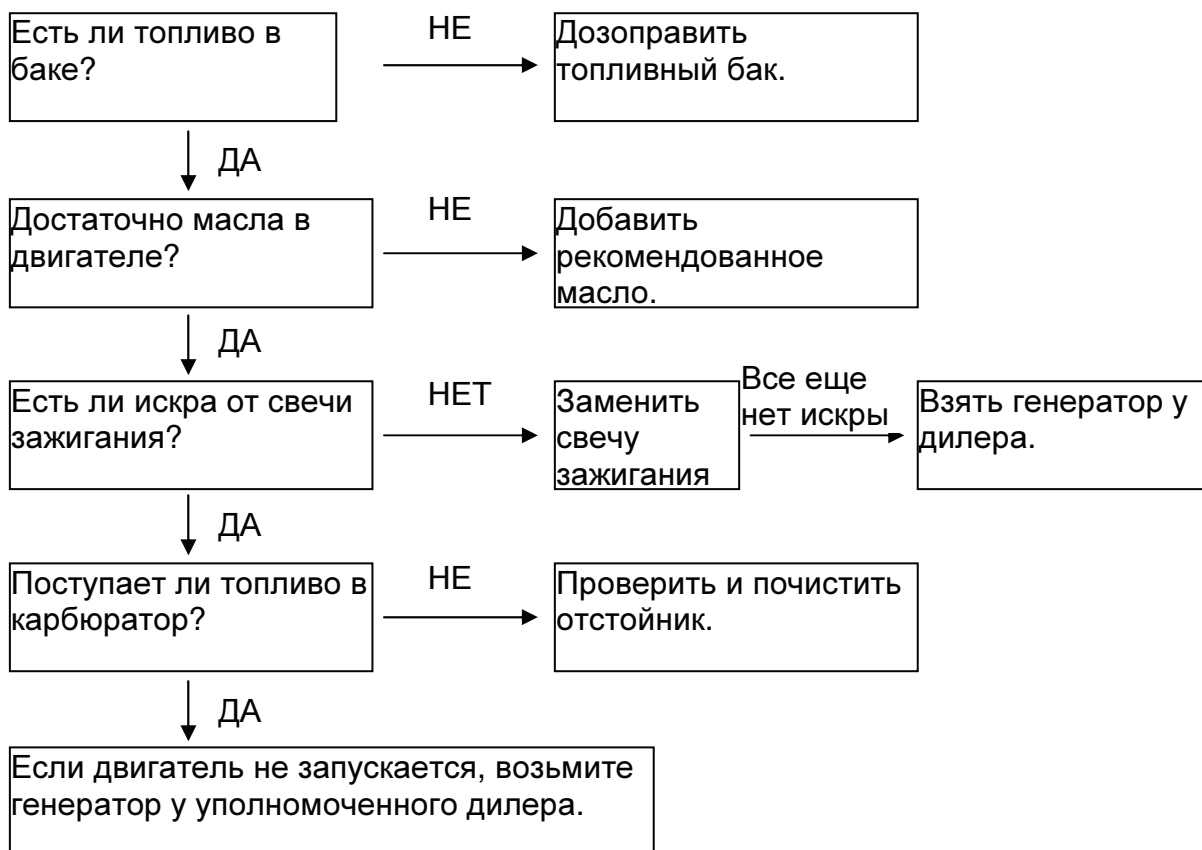 Есть ли топливо в
баке?
НЕ
Дозоправить
топливный бак.
ДА
Достаточно масла в
двигателе?
НЕ
Добавить
рекомендованное
масло.
ДА
Есть ли искра от свечи
зажигания?
НЕТ
Заменить
свечу
зажигания
Все еще
нет искры
Взять генератор у
дилера.
ДА
Поступает ли топливо в
карбюратор?
НЕ
Проверить и почистить
отстойник.
ДА
Если двигатель не запускается, возьмите
генератор у уполномоченного дилера.